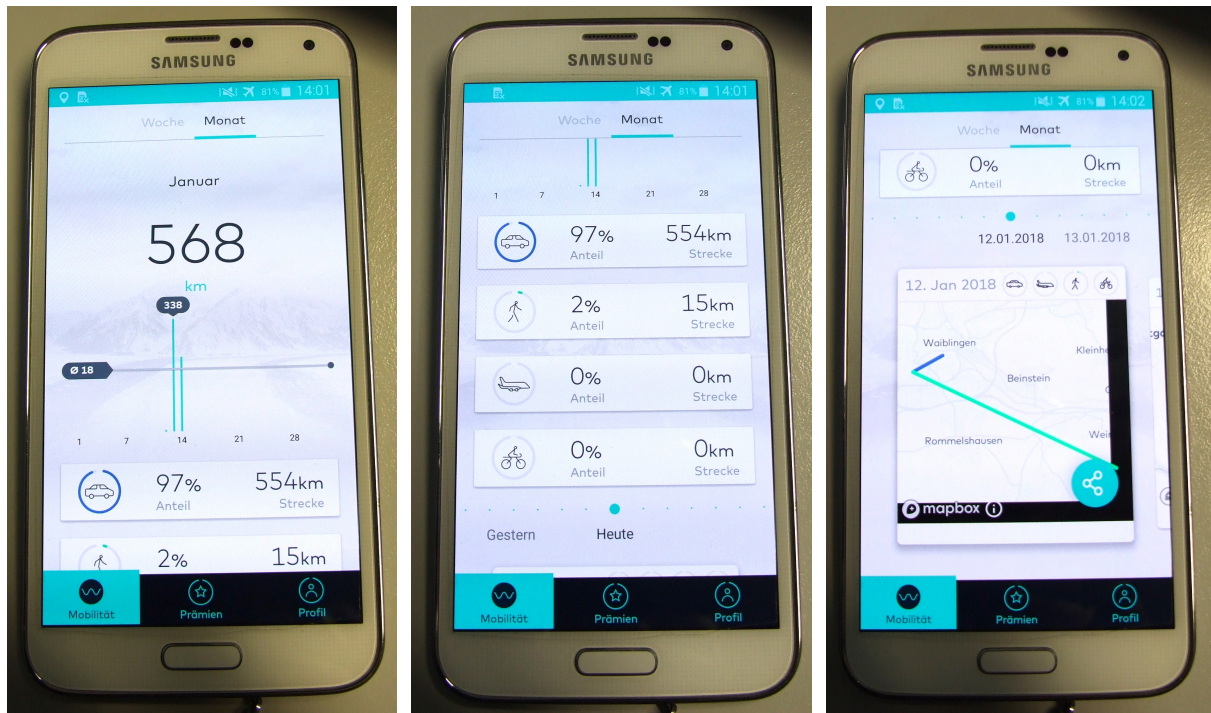 SAMSUNG
81% 14:01
Woche Monat
Januar
568
km
338
Ø 18
1 7 14 21 28
97% 554km
Anteil Strecke
2% 15km
Mobilität Prämien Profil
SAMSUNG
81% 14:01
Woche Monat
1 7 14 21 28
97% 554km
Anteil Strecke
2% 15km
Anteil Strecke
0% 0km
Anteil Strecke
0% 0km
Anteil Strecke
Gestern Heute
Mobilität Prämien Profil
SAMSUNG
81% 14:02
Woche Monat
0% 0km
Anteil Strecke
12.01.2018 13.01.2018
12. Jan 2018
Waiblingen
Kleinhe
Beinstein
Rommelshausen
Wei
mapbox
Mobilität Prämien Profil